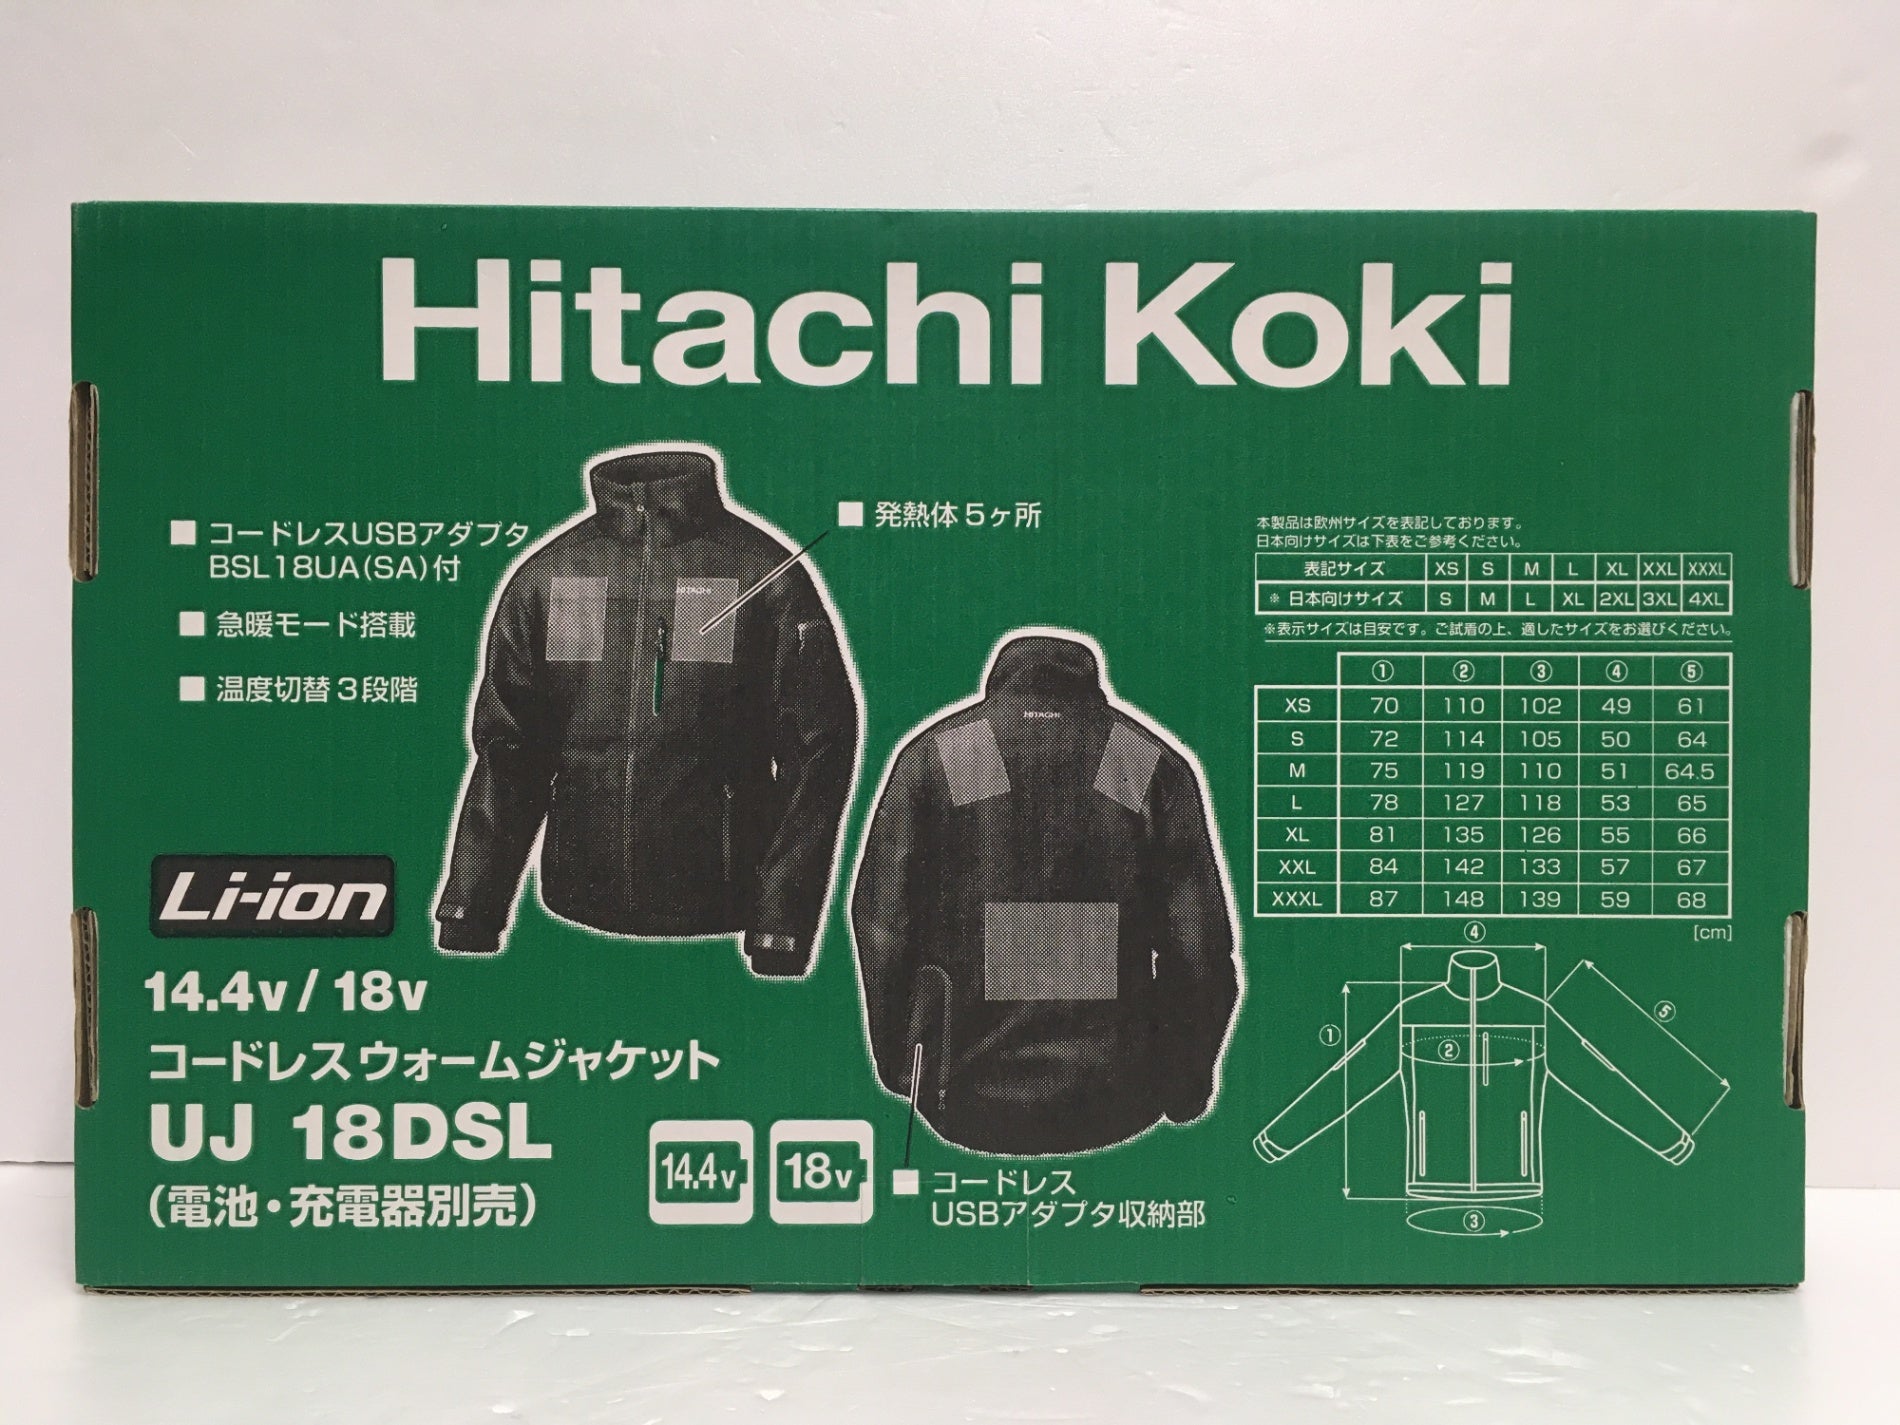 Hitachi Koki
■ コードレスUSBアダプタ
BSL18UA(SA)付
■ 急暖モード搭載
■ 温度切替3段階
■ 発熱体5ヶ所
HITACHI
HITACHI
Li-ion
14.4v / 18v
コードレスウォームジャケット
UJ 18DSL
(電池・充電器別売)
14.4v 18v
■ コードレス
USBアダプタ収納部
本製品は欧州サイズを表記しております。
日本向けサイズは下表をご参考ください。
表記サイズ XS S M L XL XXL XXXL
※ 日本向けサイズ S M L XL 2XL 3XL 4XL
※表示サイズは目安です。ご試着の上、適したサイズをお選びください。
① ② ③ ④ ⑤
XS 70 110 102 49 61
S 72 114 105 50 64
M 75 119 110 51 64.5
L 78 127 118 53 65
XL 81 135 126 55 66
XXL 84 142 133 57 67
XXXL 87 148 139 59 68
[cm]
④
⑤
①
②
③